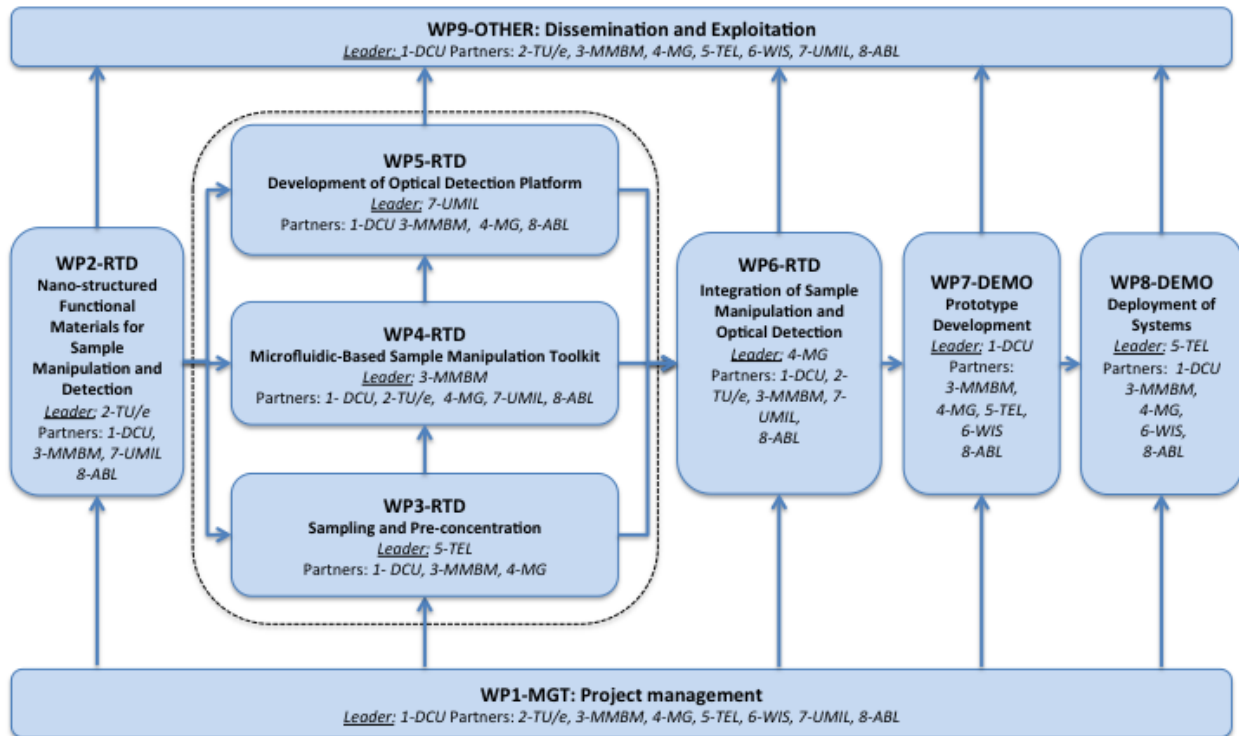 WP9-OTHER: Dissemination and Exploitation
Leader: 1-DCU Partners: 2-TU/e, 3-MMBM, 4-MG, 5-TEL, 6-WIS, 7-UMIL, 8-ABL
WP5-RTD
Development of Optical Detection Platform
Leader: 7-UMIL
Partners: 1-DCU 3-MMBM, 4-MG, 8-ABL
WP2-RTD
Nano-structured
Functional
Materials for
Sample
Manipulation and
Detection
Leader: 2-TU/e
Partners: 1-DCU,
3-MMBM, 7-UMIL
8-ABL
WP4-RTD
Microfluidic-Based Sample Manipulation Toolkit
Leader: 3-MMBM
Partners: 1- DCU, 2-TU/e, 4-MG, 7-UMIL, 8-ABL
WP3-RTD
Sampling and Pre-concentration
Leader: 5-TEL
Partners: 1- DCU, 3-MMBM, 4-MG
WP6-RTD
Integration of Sample
Manipulation and
Optical Detection
Leader: 4-MG
Partners: 1-DCU, 2-
TU/e, 3-MMBM, 7-
UMIL,
8-ABL
WP7-DEMO
Prototype
Development
Leader: 1-DCU
Partners:
3-MMBM,
4-MG, 5-TEL,
6-WIS
8-ABL
WP8-DEMO
Deployment of
Systems
Leader: 5-TEL
Partners: 1-DCU
3-MMBM,
4-MG,
6-WIS,
8-ABL
WP1-MGT: Project management
Leader: 1-DCU Partners: 2-TU/e, 3-MMBM, 4-MG, 5-TEL, 6-WIS, 7-UMIL, 8-ABL